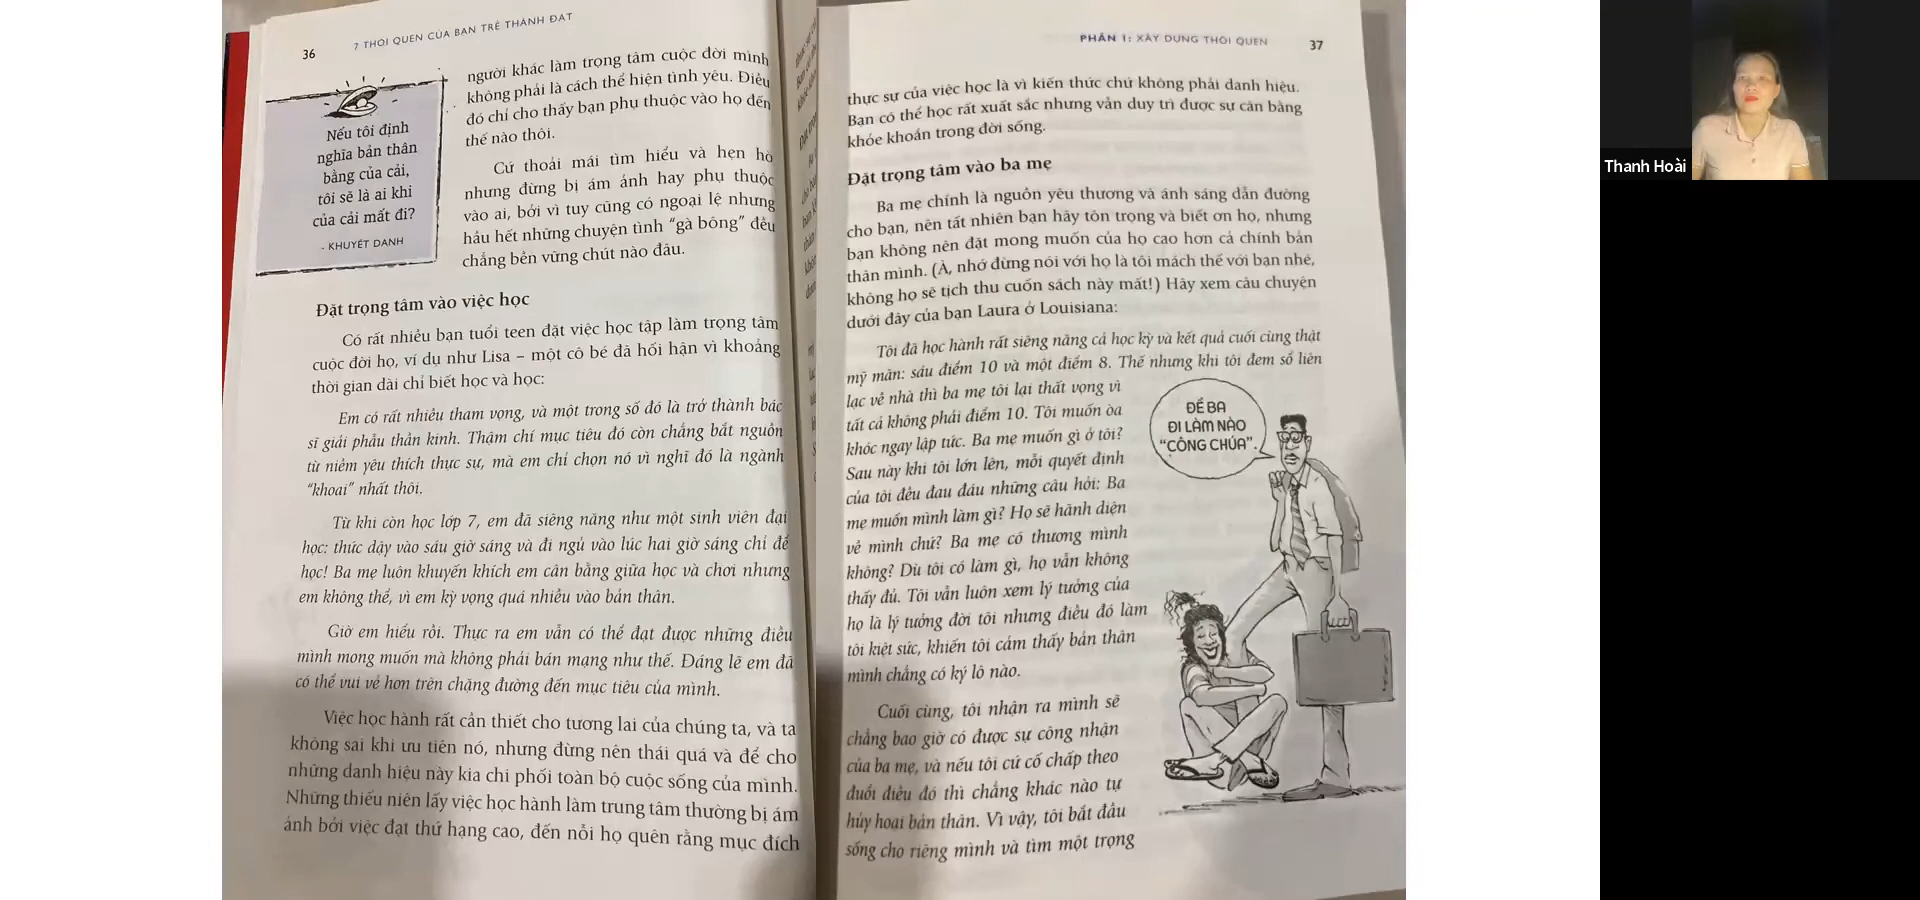 36
7 THÓI QUEN CỦA BẠN TRẺ THÀNH ĐẠT
Nếu tôi định
nghĩa bản thân
bằng của cải,
tôi sẽ là ai khi
của cải mất đi?
- KHUYẾT DANH
người khác làm trọng tâm cuộc đời mình
không phải là cách thể hiện tình yêu. Điều
đó chỉ cho thấy bạn phụ thuộc vào họ đến
thế nào thôi.
Cứ thoải mái tìm hiểu và hẹn hò
nhưng đừng bị ám ảnh hay phụ thuộc
vào ai, bởi vì tuy cũng có ngoại lệ nhưng
hầu hết những chuyện tình “gà bông” đều
chẳng bền vững chút nào đâu.
Đặt trọng tâm vào việc học
Có rất nhiều bạn tuổi teen đặt việc học tập làm trọng tâm
cuộc đời họ, ví dụ như Lisa – một cô bé đã hối hận vì khoảng
thời gian dài chỉ biết học và học:
Em có rất nhiều tham vọng, và một trong số đó là trở thành bác
sĩ giải phẫu thần kinh. Thậm chí mục tiêu đó còn chẳng bắt nguồn
từ niềm yêu thích thực sự, mà em chỉ chọn nó vì nghĩ đó là ngành
“khoai” nhất thôi.
Từ khi còn học lớp 7, em đã siêng năng như một sinh viên đại
học: thức dậy vào sáu giờ sáng và đi ngủ vào lúc hai giờ sáng chỉ để
học! Ba mẹ luôn khuyến khích em cân bằng giữa học và chơi nhưng
em không thể, vì em kỳ vọng quá nhiều vào bản thân.
Giờ em hiểu rồi. Thực ra em vẫn có thể đạt được những điều
mình mong muốn mà không phải bán mạng như thế. Đáng lẽ em đã
có thể vui vẻ hơn trên chặng đường đến mục tiêu của mình.
Việc học hành rất cần thiết cho tương lai của chúng ta, và ta
không sai khi ưu tiên nó, nhưng đừng nên thái quá và để cho
những danh hiệu này kia chi phối toàn bộ cuộc sống của mình.
Những thiếu niên lấy việc học hành làm trung tâm thường bị ám
ảnh bởi việc đạt thứ hạng cao, đến nỗi họ quên rằng mục đích
PHẦN 1: XÂY DỰNG THÓI QUEN
37
thực sự của việc học là vì kiến thức chứ không phải danh hiệu.
Bạn có thể học rất xuất sắc nhưng vẫn duy trì được sự cân bằng
khỏe khoắn trong đời sống.
Đặt trọng tâm vào ba mẹ
Ba mẹ chính là nguồn yêu thương và ánh sáng dẫn đường
cho bạn, nên tất nhiên bạn hãy tôn trọng và biết ơn họ, nhưng
bạn không nên đặt mong muốn của họ cao hơn cả chính bản
thân mình. (À, nhớ đừng nói với họ là tôi mách thế với bạn nhé,
không họ sẽ tịch thu cuốn sách này mất!) Hãy xem câu chuyện
dưới đây của bạn Laura ở Louisiana:
Tôi đã học hành rất siêng năng cả học kỳ và kết quả cuối cùng thật
mỹ mãn: sáu điểm 10 và một điểm 8. Thế nhưng khi tôi đem sổ liên
lạc về nhà thì ba mẹ tôi lại thất vọng vì
tất cả không phải điểm 10. Tôi muốn òa
khóc ngay lập tức. Ba mẹ muốn gì ở tôi?
Sau này khi tôi lớn lên, mỗi quyết định
của tôi đều đau đáu những câu hỏi: Ba
mẹ muốn mình làm gì? Họ sẽ hãnh diện
về mình chứ? Ba mẹ có thương mình
không? Dù tôi có làm gì, họ vẫn không
thấy đủ. Tôi vẫn luôn xem lý tưởng của
họ là lý tưởng đời tôi nhưng điều đó làm
tôi kiệt sức, khiến tôi cảm thấy bản thân
mình chẳng có ký lô nào.
Cuối cùng, tôi nhận ra mình sẽ
chẳng bao giờ có được sự công nhận
của ba mẹ, và nếu tôi cứ cố chấp theo
đuổi điều đó thì chẳng khác nào tự
hủy hoại bản thân. Vì vậy, tôi bắt đầu
sống cho riêng mình và tìm một trọng
ĐỂ BA
ĐI LÀM NÀO
“CÔNG CHÚA”.
Thanh Hoài